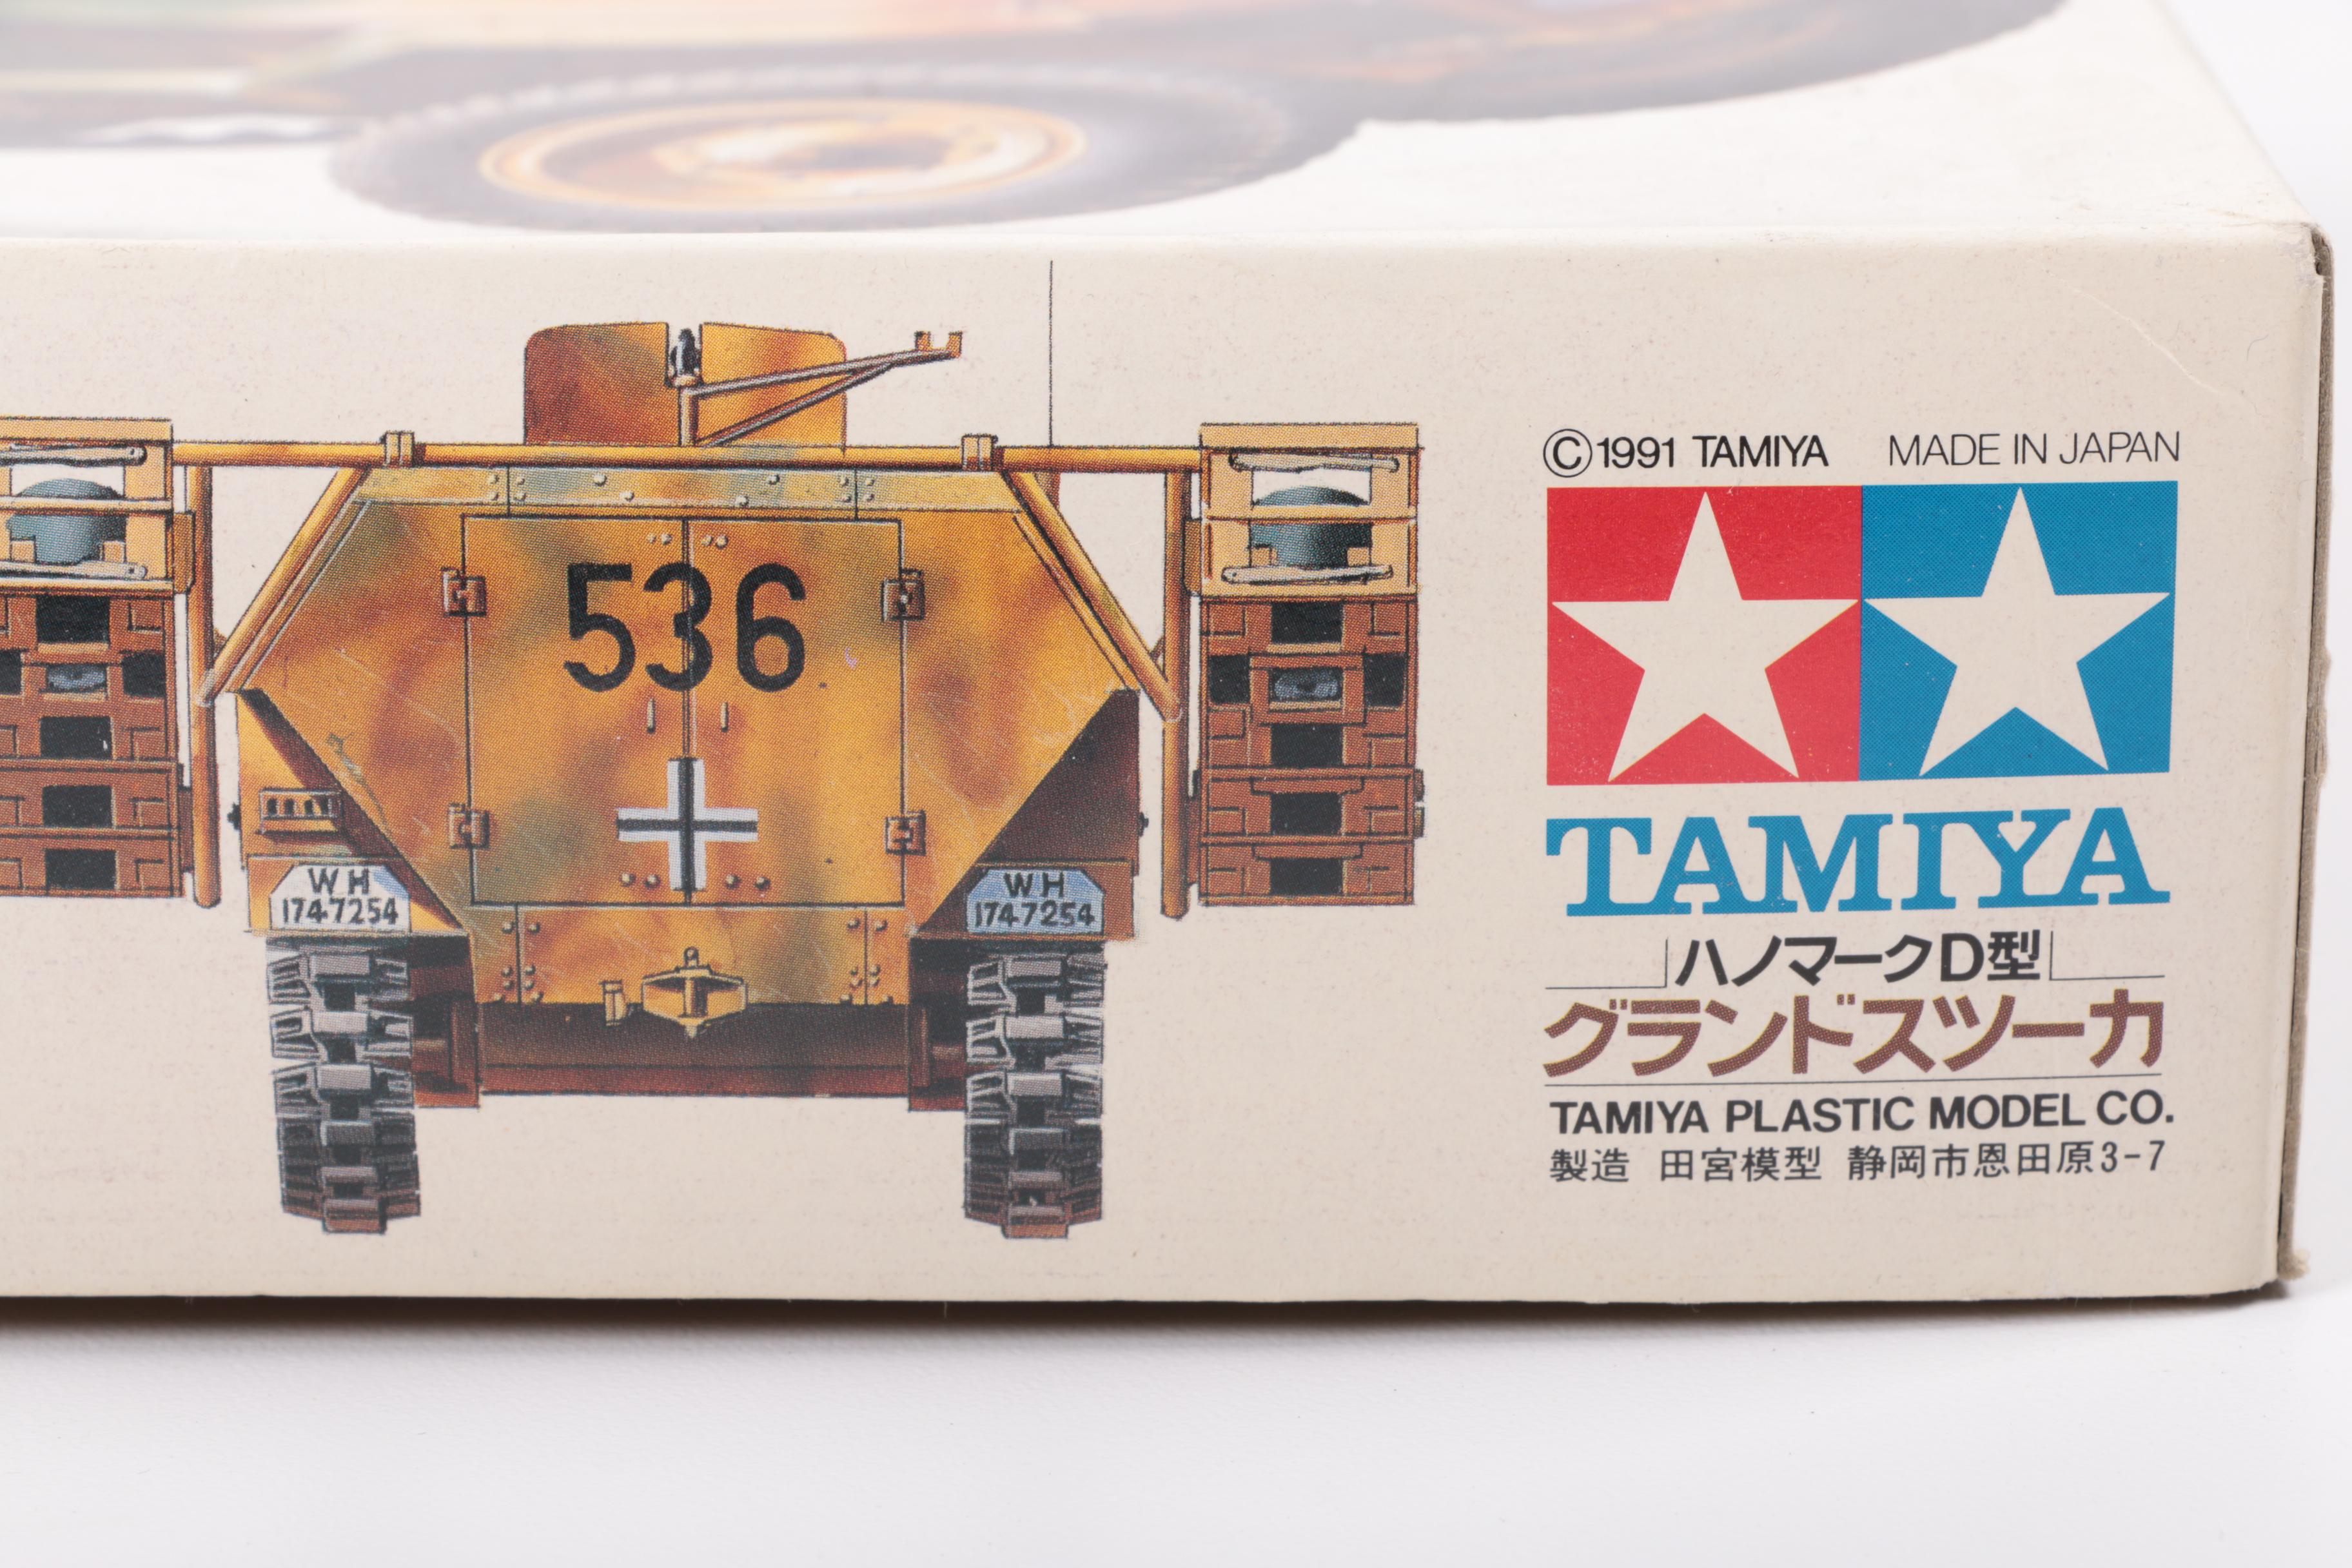 536
WH
1747254
WH
1747254
©1991 TAMIYA MADE IN JAPAN
TAMIYA
ハノマークD型
グランドスツーカ
TAMIYA PLASTIC MODEL CO.
製造 田宮模型 静岡市恩田原3-7